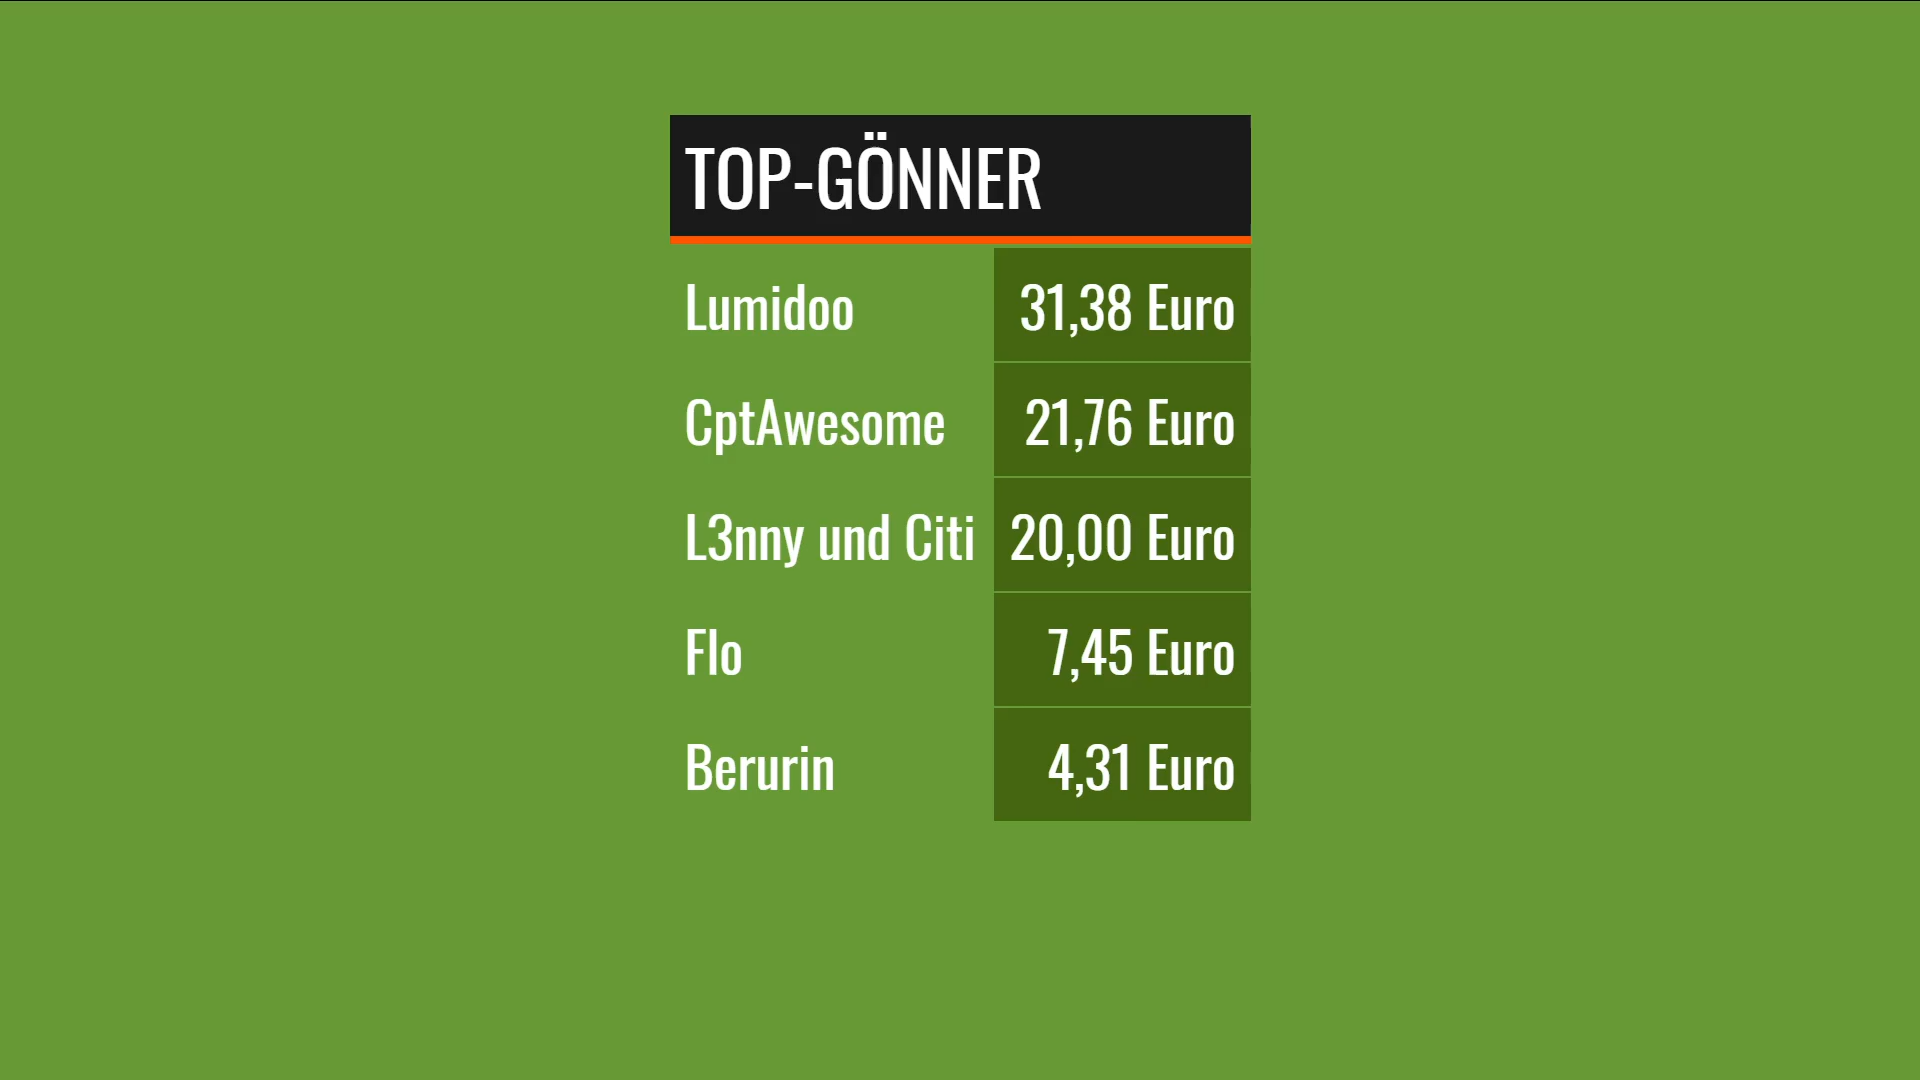 TOP-GÖNNER
Lumidoo 31,38 Euro
CptAwesome 21,76 Euro
L3nny und Citi 20,00 Euro
Flo 7,45 Euro
Berurin 4,31 Euro